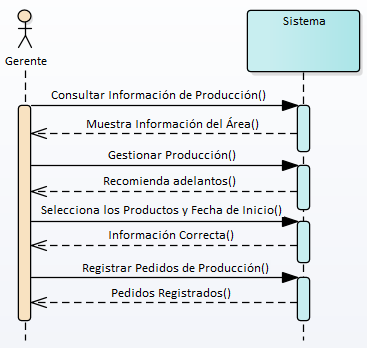 Sistema
Gerente
Consultar Información de Producción()
Muestra Información del Área()
Gestionar Producción()
Recomienda adelantos()
Selecciona los Productos y Fecha de Inicio()
Información Correcta()
Registrar Pedidos de Producción()
Pedidos Registrados()